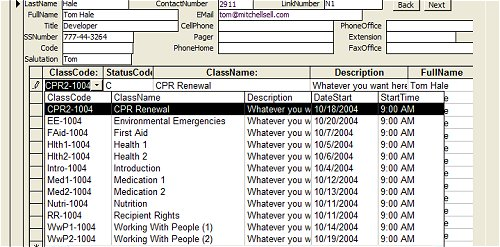 LastName Hale ContactNumber 2911 LinkNumber N1 Back Next
FullName Tom Hale EMail tom@mitchellsell.com
Title Developer CellPhone PhoneOffice
SSNumber 777-44-3264 Pager Extension
Code PhoneHome FaxOffice
Salutation Tom
ClassCode: StatusCod ClassName: Description FullName
CPR2-1004 C CPR Renewal Whatever you want here Tom Hale
ClassCode ClassName Description DateStart StartTime
CPR2-1004 CPR Renewal Whatever you w 10/18/2004 9:00 AM
EE-1004 Environmental Emergencies Whatever you w 10/20/2004 9:00 AM
FAid-1004 First Aid Whatever you w 10/7/2004 9:00 AM
Hlth1-1004 Health 1 Whatever you w 10/5/2004 9:00 AM
Hlth2-1004 Health 2 Whatever you w 10/6/2004 9:00 AM
Intro-1004 Introduction Whatever you w 10/4/2004 9:00 AM
Med1-1004 Medication 1 Whatever you w 10/12/2004 9:00 AM
Med2-1004 Medication 2 Whatever you w 10/13/2004 9:00 AM
Nutri-1004 Nutrition Whatever you w 10/11/2004 9:00 AM
RR-1004 Recipient Rights Whatever you w 10/11/2004 9:00 AM
WwP1-1004 Working With People (1) Whatever you w 10/14/2004 9:00 AM
WwP2-1004 Working With People (2) Whatever you w 10/19/2004 9:00 AM